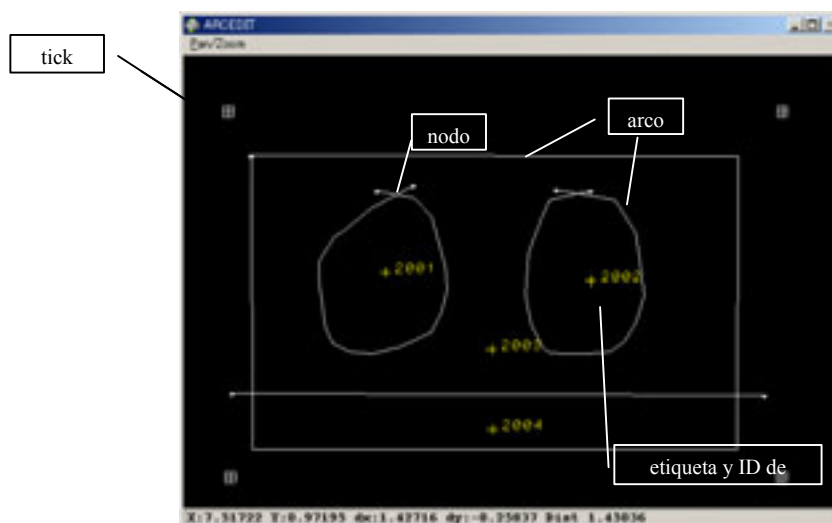 ARCEDIT
Pan/Zoom
tick
nodo
arco
2001
2002
2003
2004
etiqueta y ID de
X:7.31722 Y:0.97195 dx:1.42716 dy:-0.25037 Dist 1.45036